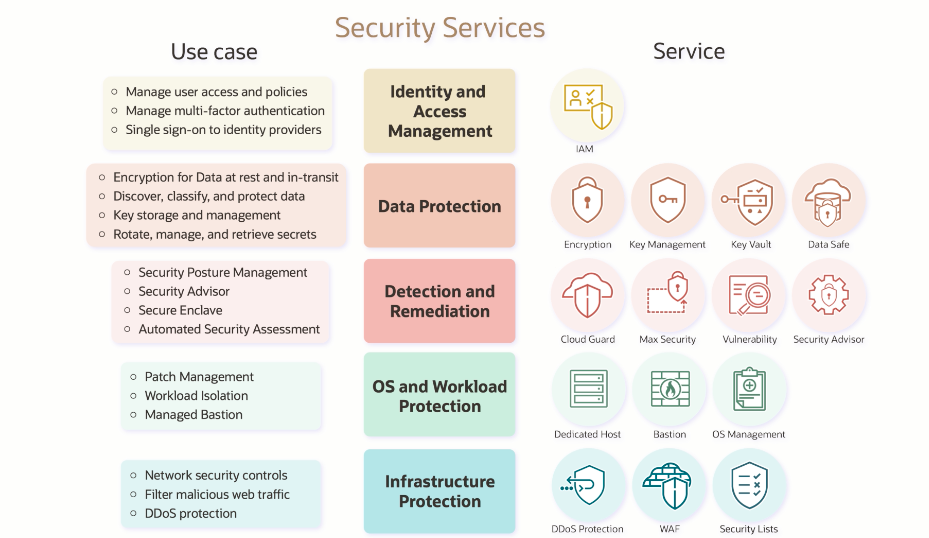 Security Services
Use case
Service
○ Manage user access and policies
○ Manage multi-factor authentication
○ Single sign-on to identity providers
Identity and
Access
Management
IAM
○ Encryption for Data at rest and in-transit
○ Discover, classify, and protect data
○ Key storage and management
○ Rotate, manage, and retrieve secrets
Data Protection
Encryption
Key Management
Key Vault
Data Safe
○ Security Posture Management
○ Security Advisor
○ Secure Enclave
○ Automated Security Assessment
Detection and
Remediation
Cloud Guard
Max Security
Vulnerability
Security Advisor
○ Patch Management
○ Workload Isolation
○ Managed Bastion
OS and Workload
Protection
Dedicated Host
Bastion
OS Management
○ Network security controls
○ Filter malicious web traffic
○ DDoS protection
Infrastructure
Protection
DDoS Protection
WAF
Security Lists